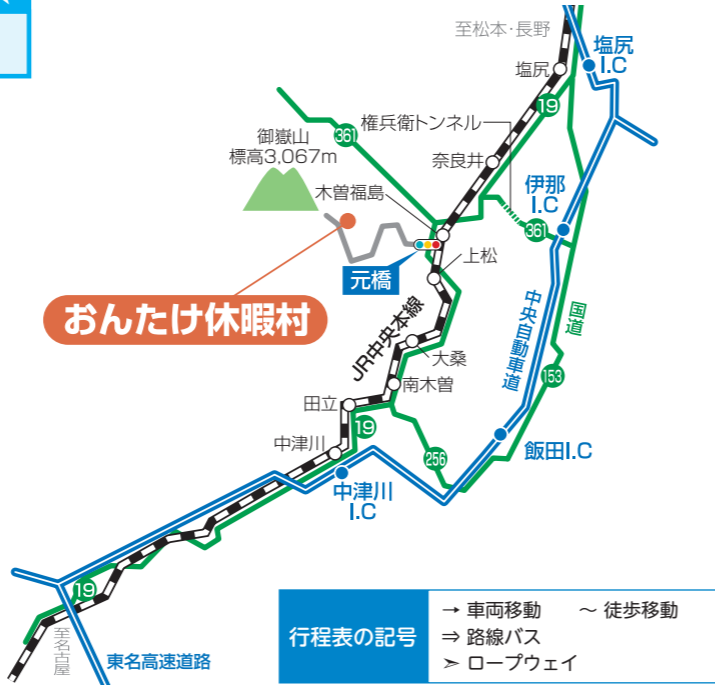 至松本・長野
塩尻
I.C
塩尻
19
361
権兵衛トンネル
御嶽山
標高3,067m
奈良井
木曽福島
伊那
I.C
361
元橋
上松
おんたけ休暇村
JR中央本線
中央自動車道
国道
大桑
153
南木曽
田立
19
中津川
256
飯田I.C
中津川
I.C
19
至名古屋
東名高速道路
行程表の記号
→ 車両移動 ～ 徒歩移動
⇒ 路線バス
➣ ロープウェイ